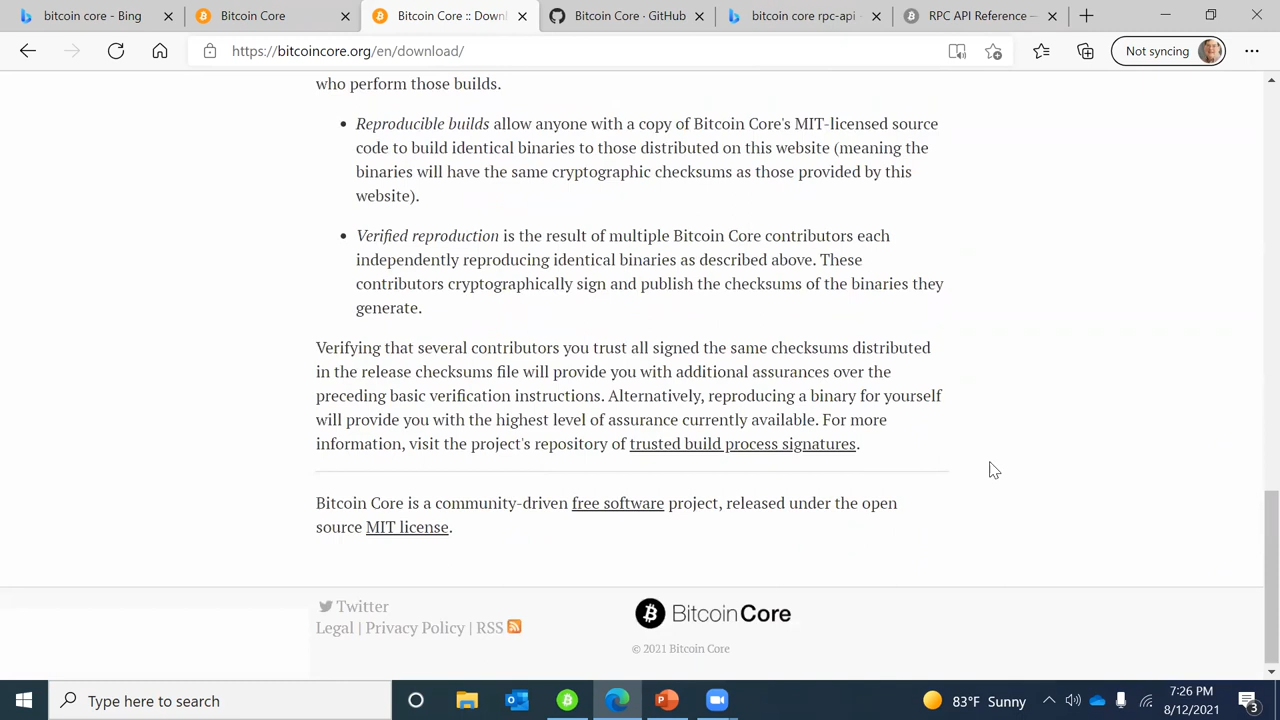 bitcoin core - Bing
Bitcoin Core
Bitcoin Core :: Downl
Bitcoin Core · GitHub
bitcoin core rpc-api -
RPC API Reference —
https://bitcoincore.org/en/download/
Not syncing
who perform those builds.
• Reproducible builds allow anyone with a copy of Bitcoin Core's MIT-licensed source
code to build identical binaries to those distributed on this website (meaning the
binaries will have the same cryptographic checksums as those provided by this
website).
• Verified reproduction is the result of multiple Bitcoin Core contributors each
independently reproducing identical binaries as described above. These
contributors cryptographically sign and publish the checksums of the binaries they
generate.
Verifying that several contributors you trust all signed the same checksums distributed
in the release checksums file will provide you with additional assurances over the
preceding basic verification instructions. Alternatively, reproducing a binary for yourself
will provide you with the highest level of assurance currently available. For more
information, visit the project's repository of trusted build process signatures.
Bitcoin Core is a community-driven free software project, released under the open
source MIT license.
Twitter
Legal | Privacy Policy | RSS
BitcoinCore
© 2021 Bitcoin Core
Type here to search
83°F Sunny
7:26 PM
8/12/2021
3